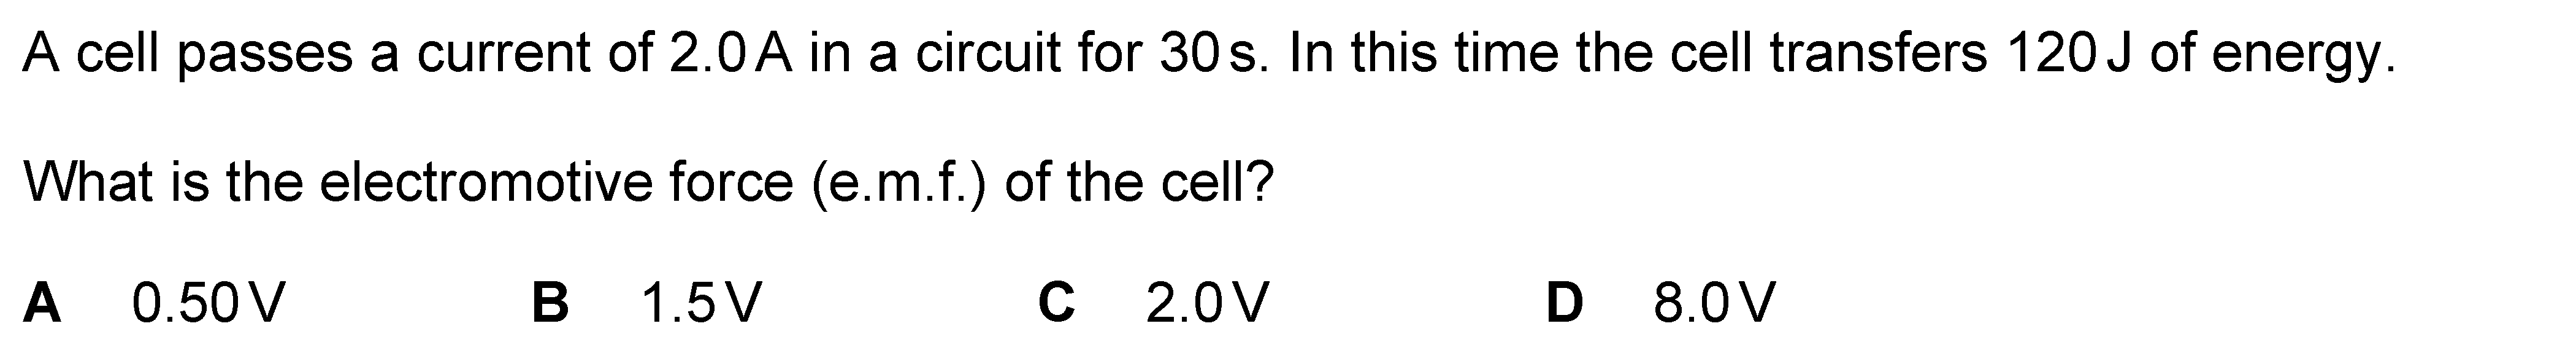 A cell passes a current of 2.0 A in a circuit for 30 s. In this time the cell transfers 120 J of energy.
What is the electromotive force (e.m.f.) of the cell?
A 0.50 V B 1.5 V C 2.0 V D 8.0 V